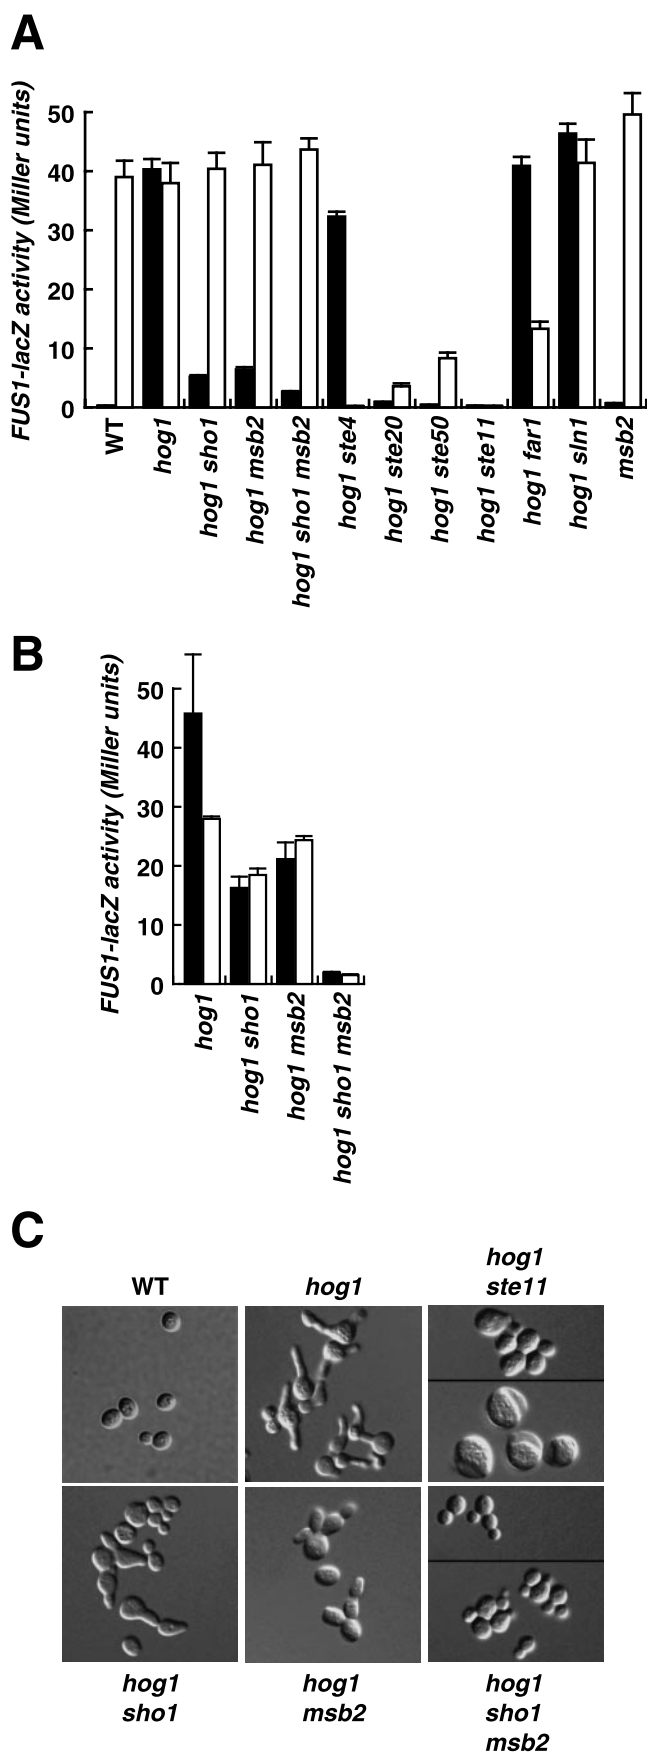 A
FUS1-lacZ activity (Miller units)
50
40
30
20
10
0
WT
hog1
hog1 sho1
hog1 msb2
hog1 sho1 msb2
hog1 ste4
hog1 ste20
hog1 ste50
hog1 ste11
hog1 far1
hog1 sln1
msb2
B
FUS1-lacZ activity (Miller units)
50
40
30
20
10
0
hog1
hog1 sho1
hog1 msb2
hog1 sho1 msb2
C
WT
hog1
hog1
ste11
hog1
sho1
hog1
msb2
hog1
sho1
msb2